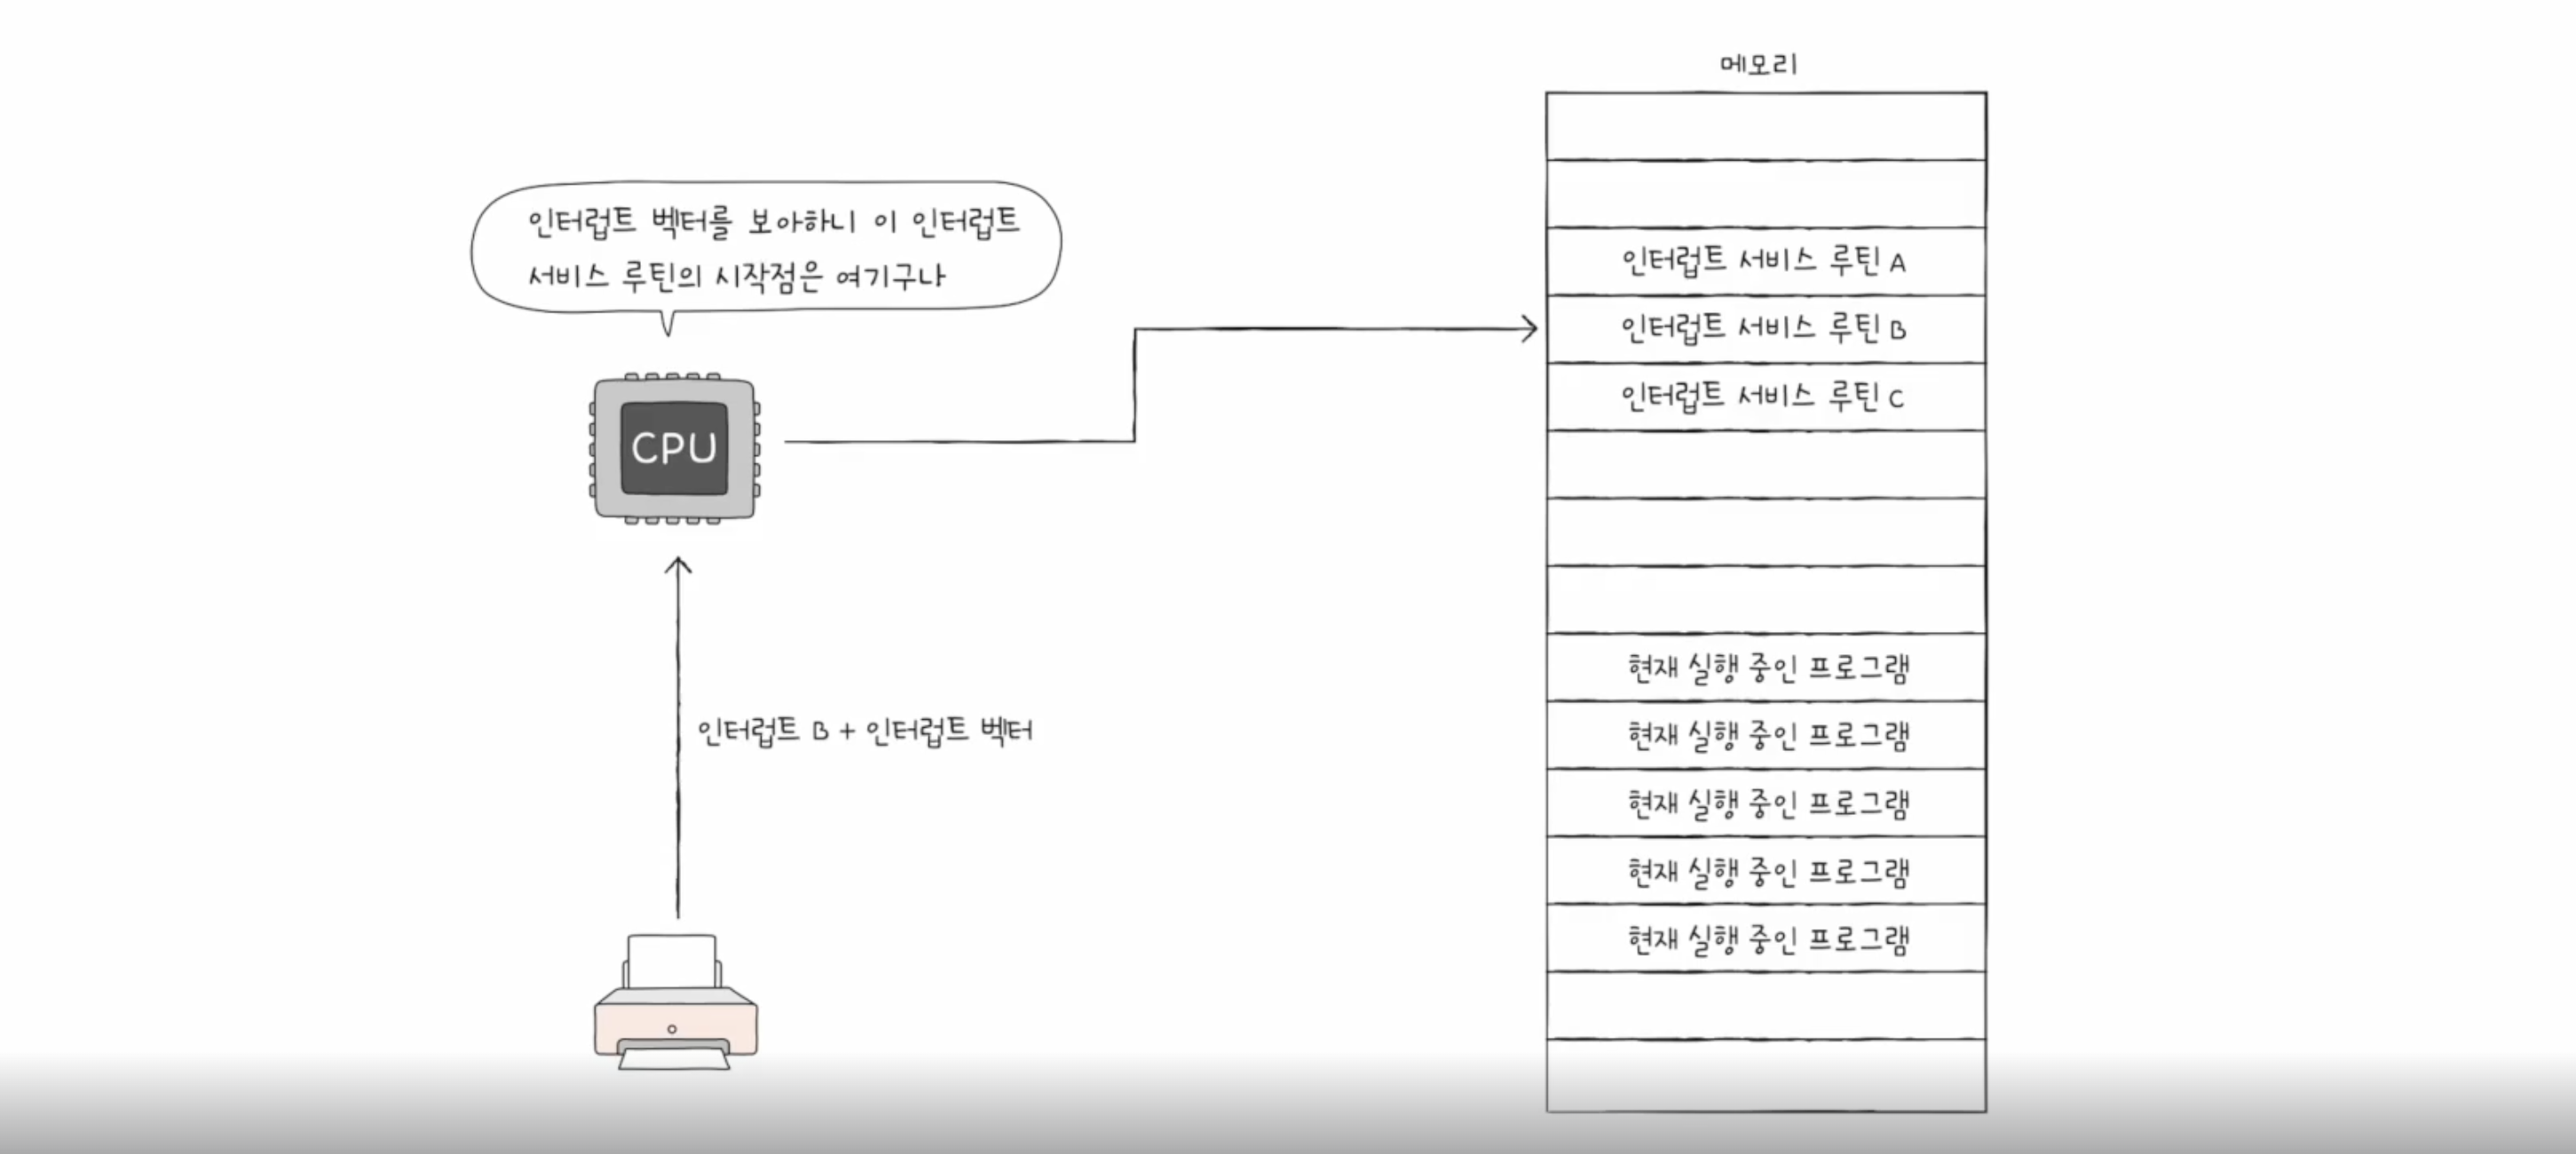 메모리
인터럽트 벡터를 보아하니 이 인터럽트
서비스 루틴의 시작점은 여기구나
CPU
인터럽트 B + 인터럽트 벡터
인터럽트 서비스 루틴 A
인터럽트 서비스 루틴 B
인터럽트 서비스 루틴 C
현재 실행 중인 프로그램
현재 실행 중인 프로그램
현재 실행 중인 프로그램
현재 실행 중인 프로그램
현재 실행 중인 프로그램